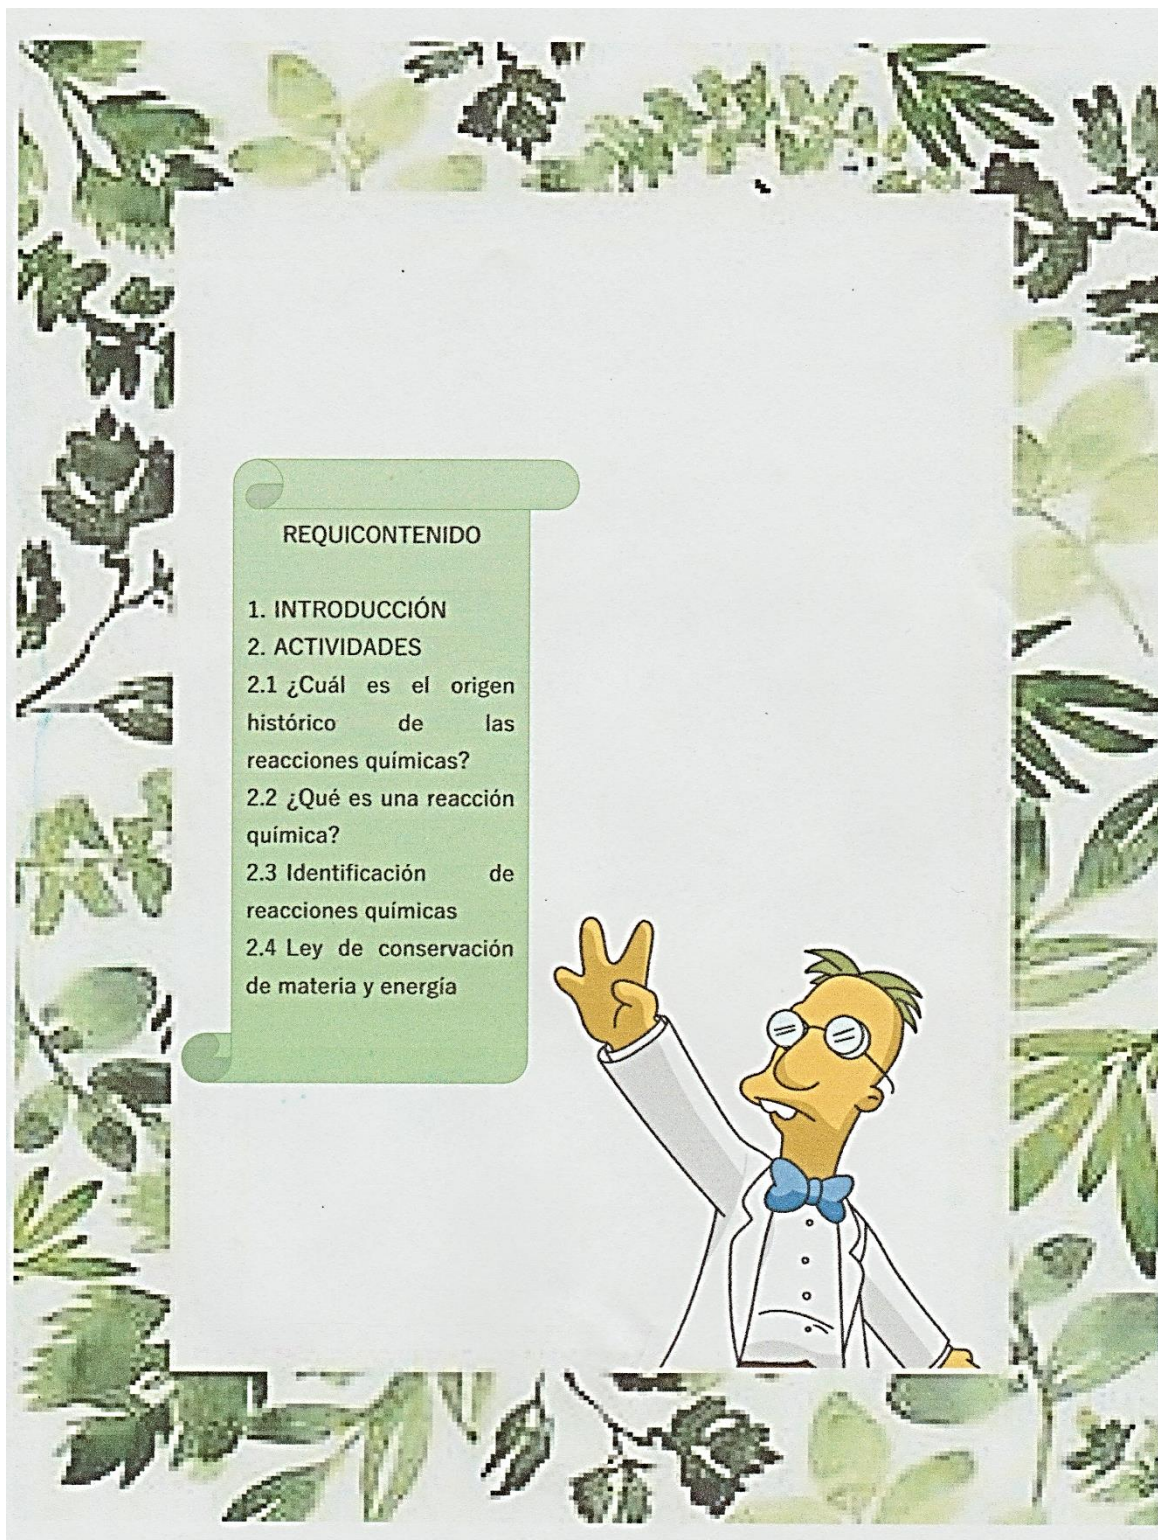 REQUICONTENIDO
1. INTRODUCCIÓN
2. ACTIVIDADES
2.1 ¿Cuál es el origen
histórico de las
reacciones químicas?
2.2 ¿Qué es una reacción
química?
2.3 Identificación de
reacciones químicas
2.4 Ley de conservación
de materia y energía